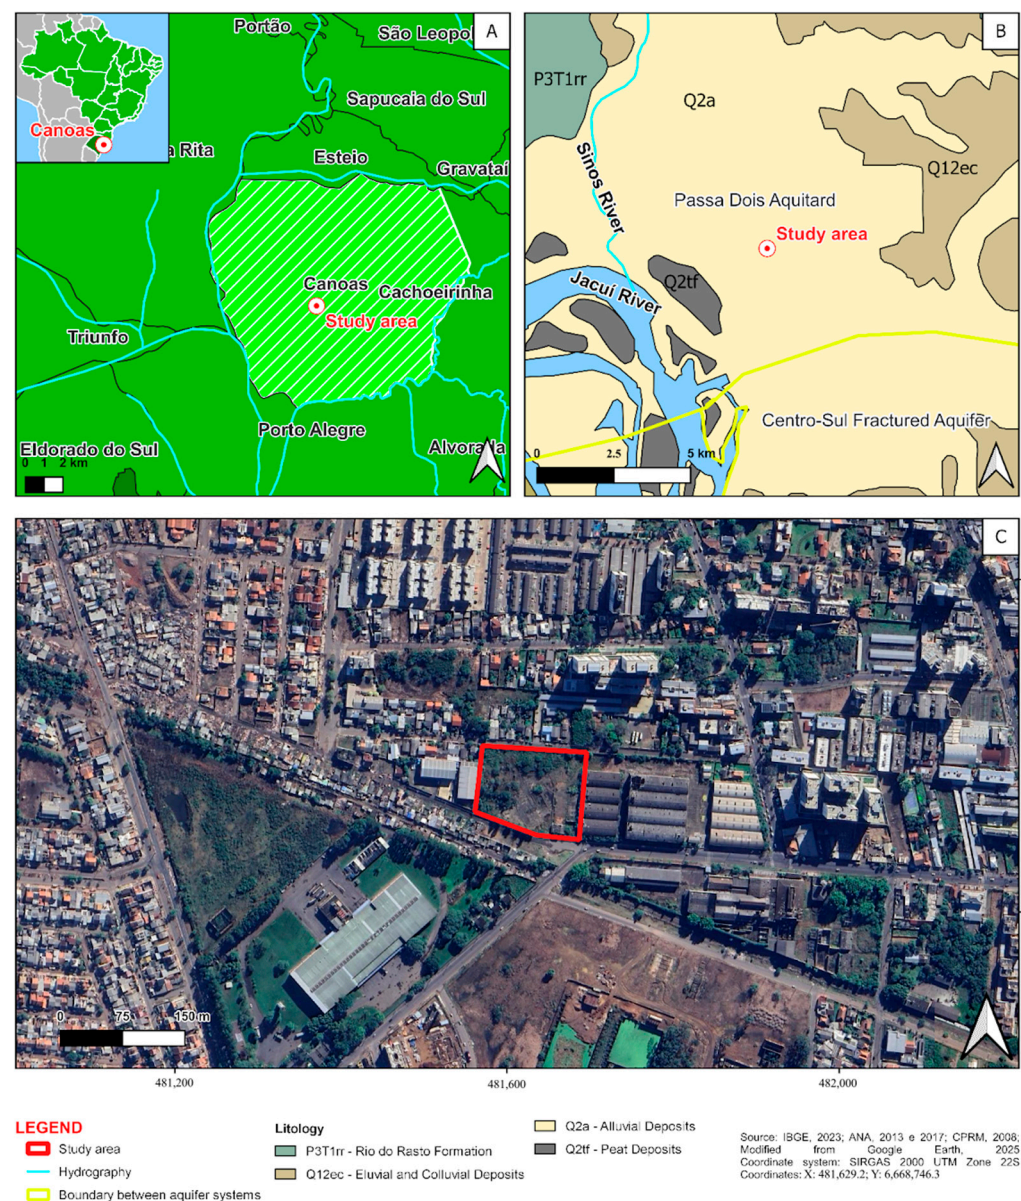 Portão
São Leopol
A
Sapucaia do Sul
Canoas
a Rita
Esteio
Gravataí
Canoas
Cachoeirinha
Study area
Triunfo
Porto Alegre
Eldorado do Sul
Alvorada
0 1 2 km
B
P3T1rr
Q2a
Sinos River
Q12ec
Passa Dois Aquitard
Study area
Q2tf
Jacuí River
Centro-Sul Fractured Aquifer
0 2.5 5 km
C
0 75 150 m
481,200 481,600 482,000
LEGEND
Study area
Hydrography
Boundary between aquifer systems
Litology
P3T1rr - Rio do Rasto Formation
Q12ec - Eluvial and Colluvial Deposits
Q2a - Alluvial Deposits
Q2tf - Peat Deposits
Source: IBGE, 2023; ANA, 2013 e 2017; CPRM, 2008;
Modified from Google Earth, 2025
Coordinate system: SIRGAS 2000 UTM Zone 22S
Coordinates: X: 481,629.2; Y: 6,668,746.3